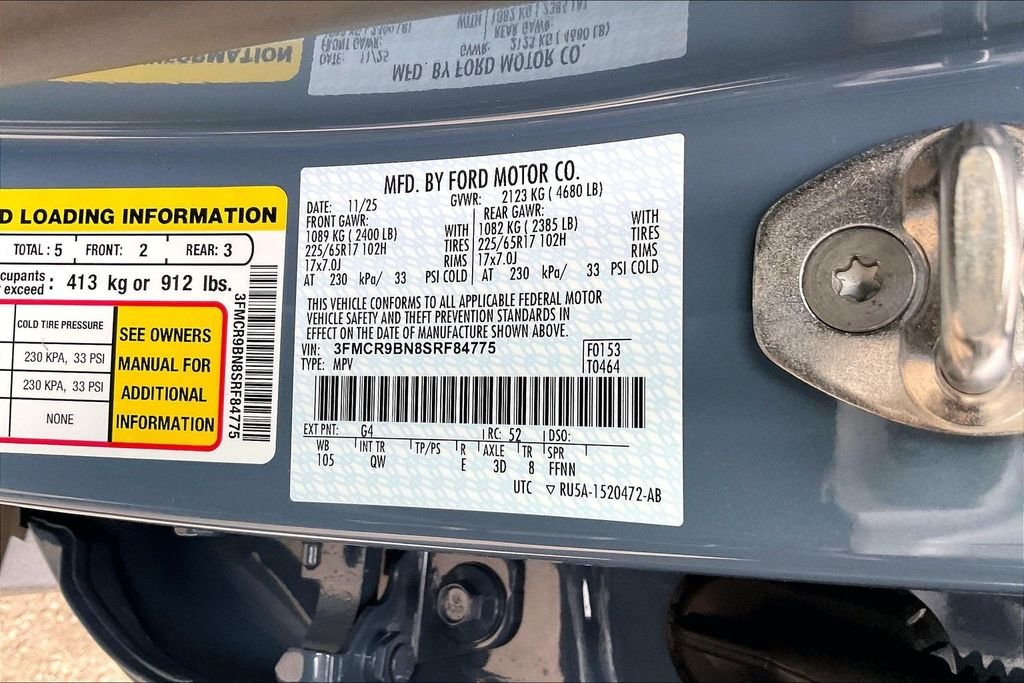 D LOADING INFORMATION
TOTAL : 5 FRONT: 2 REAR: 3
cupants
exceed : 413 kg or 912 lbs.
COLD TIRE PRESSURE
230 KPA, 33 PSI
230 KPA, 33 PSI
NONE
SEE OWNERS
MANUAL FOR
ADDITIONAL
INFORMATION
3FMCR9BN8SRF84775
MFD. BY FORD MOTOR CO.
DATE: 11/25 GVWR: 2123 KG ( 4680 LB)
FRONT GAWR: REAR GAWR:
1089 KG ( 2400 LB) WITH 1082 KG ( 2385 LB) WITH
225/65R17 102H TIRES 225/65R17 102H TIRES
17x7.0J RIMS 17x7.0J RIMS
AT 230 kPa/ 33 PSI COLD AT 230 kPa/ 33 PSI COLD
THIS VEHICLE CONFORMS TO ALL APPLICABLE FEDERAL MOTOR
VEHICLE SAFETY AND THEFT PREVENTION STANDARDS IN
EFFECT ON THE DATE OF MANUFACTURE SHOWN ABOVE.
VIN: 3FMCR9BN8SRF84775 F0153
TYPE: MPV T0464
EXT PNT: G4 RC: 52 DSO:
WB INT TR TP/PS R AXLE TR SPR
105 QW E 3D 8 FFNN
UTC ▽ RU5A-1520472-AB